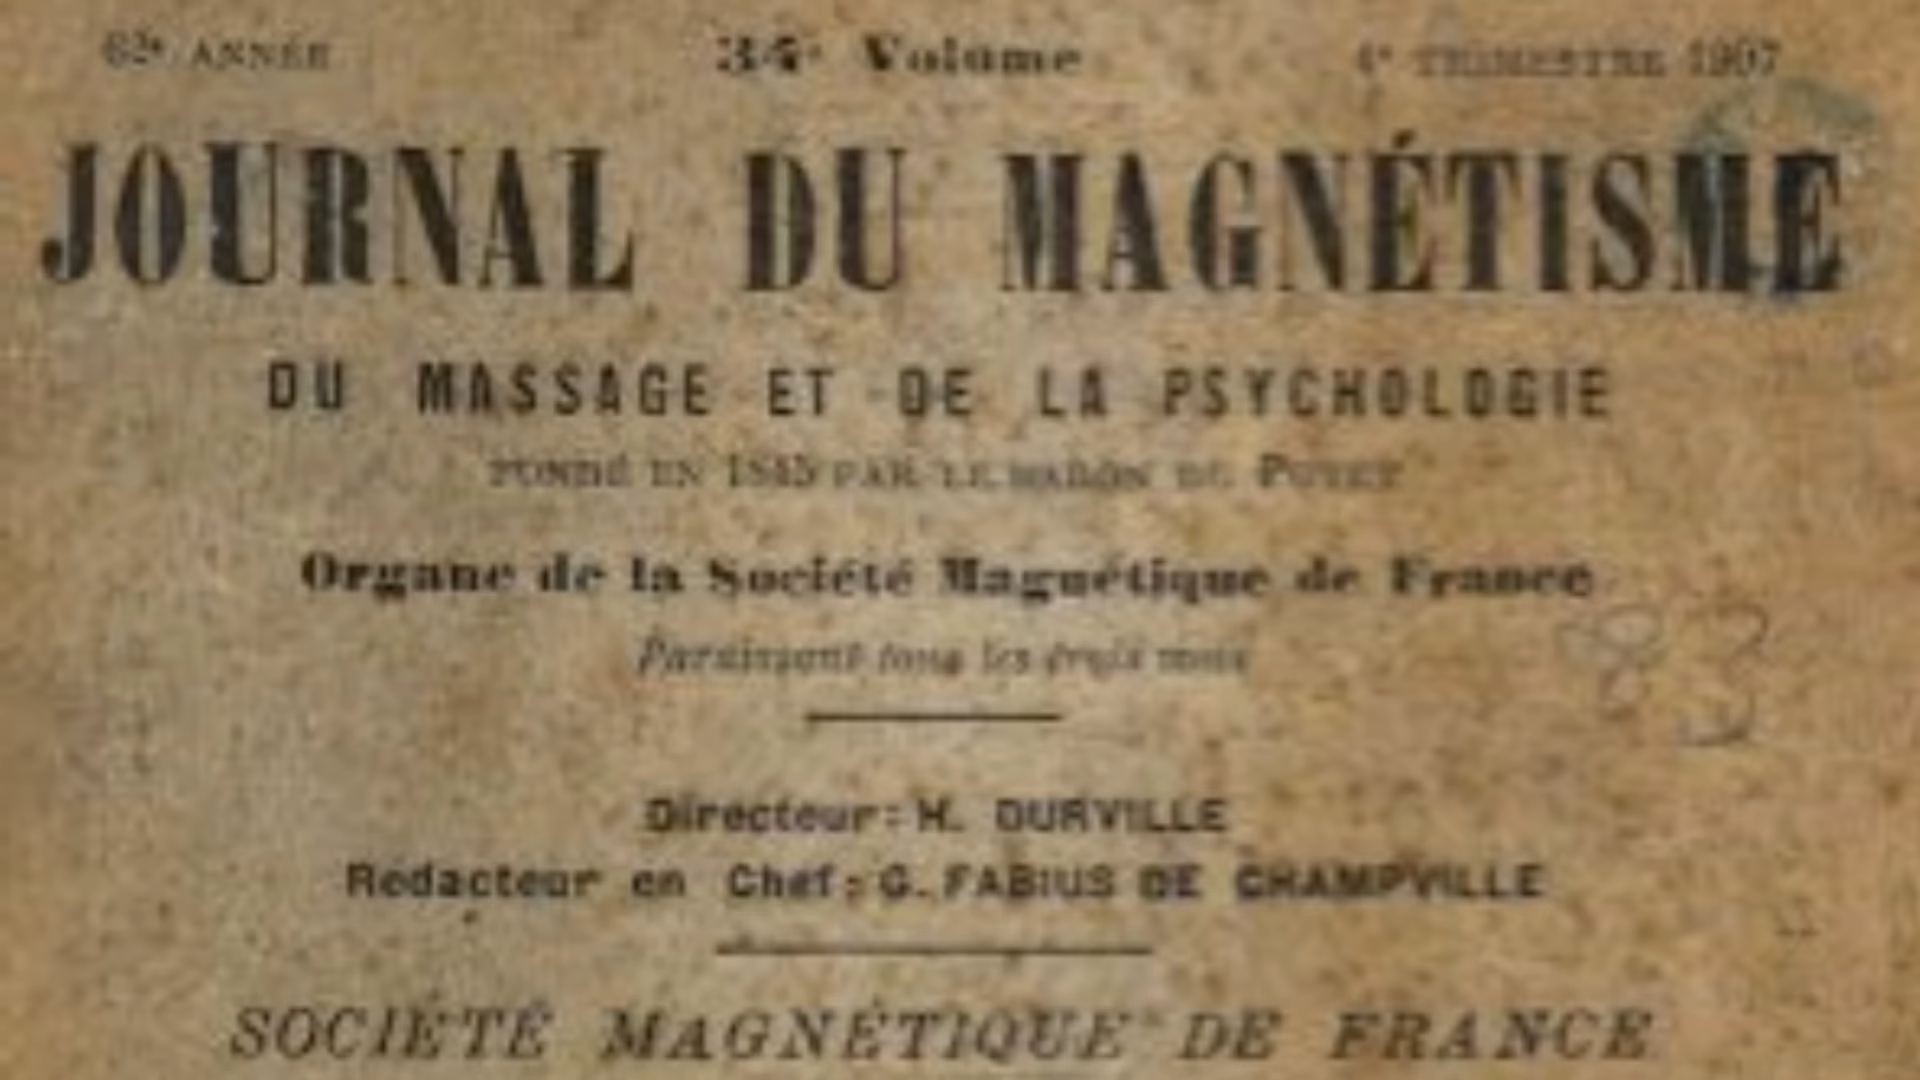 62e ANNÉE 34e Volume 4e TRIMESTRE 1907
JOURNAL DU MAGNÉTISME
DU MASSAGE ET DE LA PSYCHOLOGIE
FONDÉ EN 1845 PAR LE BARON DU POTET
Organe de la Société Magnétique de France
Paraissant tous les trois mois
83
Directeur: H. DURVILLE
Rédacteur en Chef: G. FABIUS DE CHAMPVILLE
SOCIÉTÉ MAGNÉTIQUE DE FRANCE